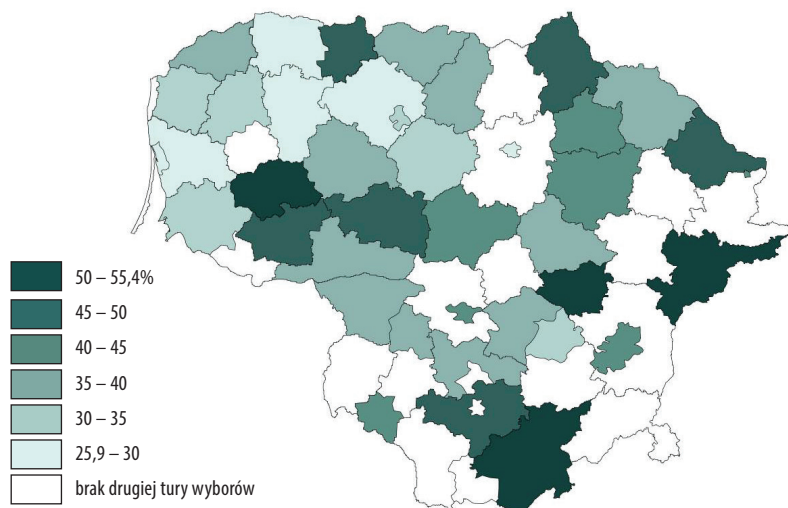 50 – 55,4%
45 – 50
40 – 45
35 – 40
30 – 35
25,9 – 30
brak drugiej tury wyborów